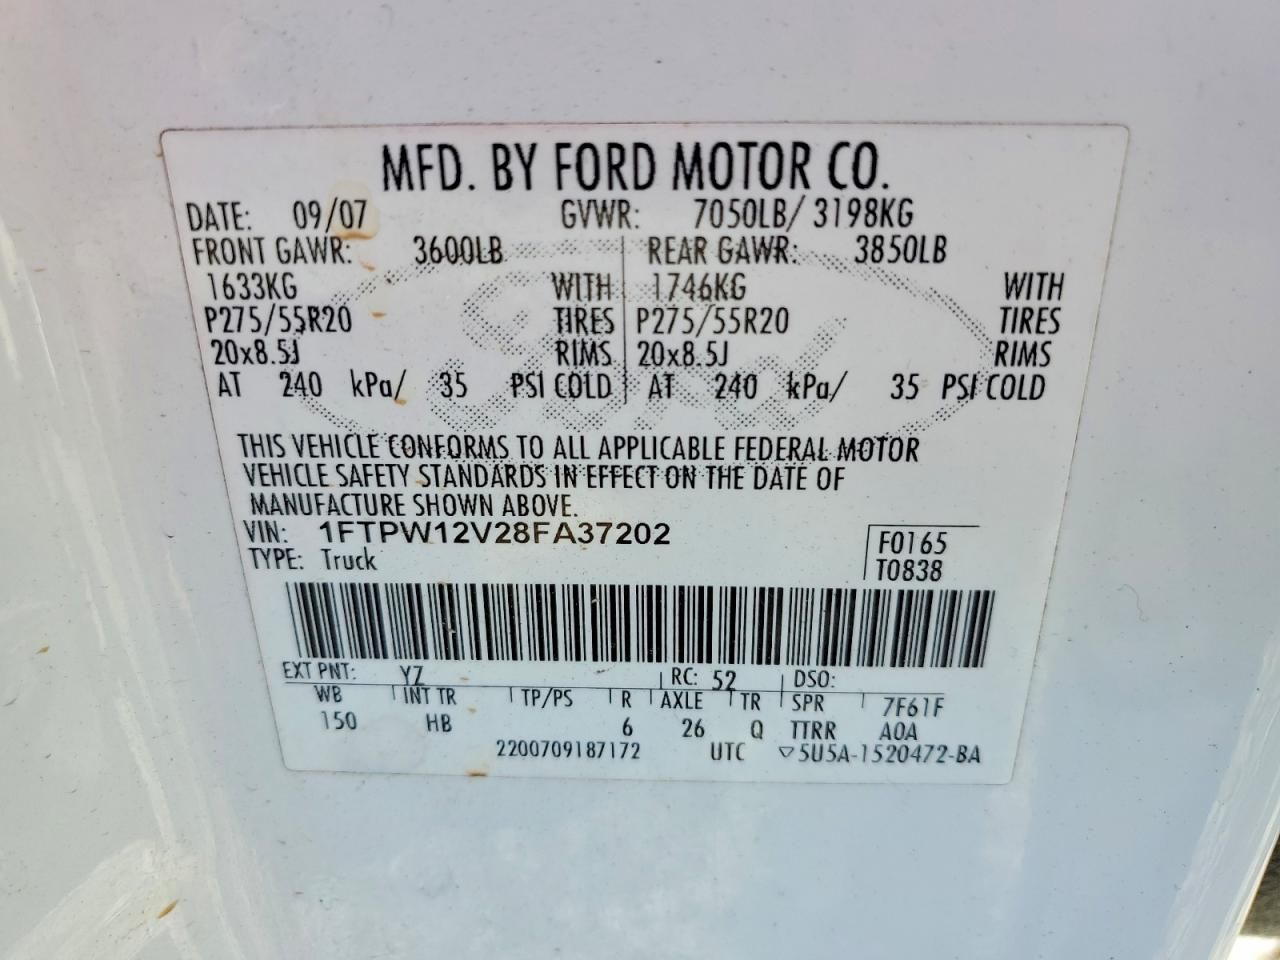 MFD. BY FORD MOTOR CO.
DATE: 09/07 GVWR: 7050LB/ 3198KG
FRONT GAWR: 3600LB REAR GAWR: 3850LB
1633KG WITH 1746KG WITH
P275/55R20 TIRES P275/55R20 TIRES
20x8.5J RIMS 20x8.5J RIMS
AT 240 kPa/ 35 PSI COLD AT 240 kPa/ 35 PSI COLD
THIS VEHICLE CONFORMS TO ALL APPLICABLE FEDERAL MOTOR
VEHICLE SAFETY STANDARDS IN EFFECT ON THE DATE OF
MANUFACTURE SHOWN ABOVE.
VIN: 1FTPW12V28FA37202
TYPE: Truck
F0165
T0838
EXT PNT: YZ RC: 52 DSO:
WB INT TR TP/PS R AXLE TR SPR 7F61F
150 HB 6 26 Q TTRR A0A
2200709187172 UTC ▽5U5A-1520472-BA
Ford